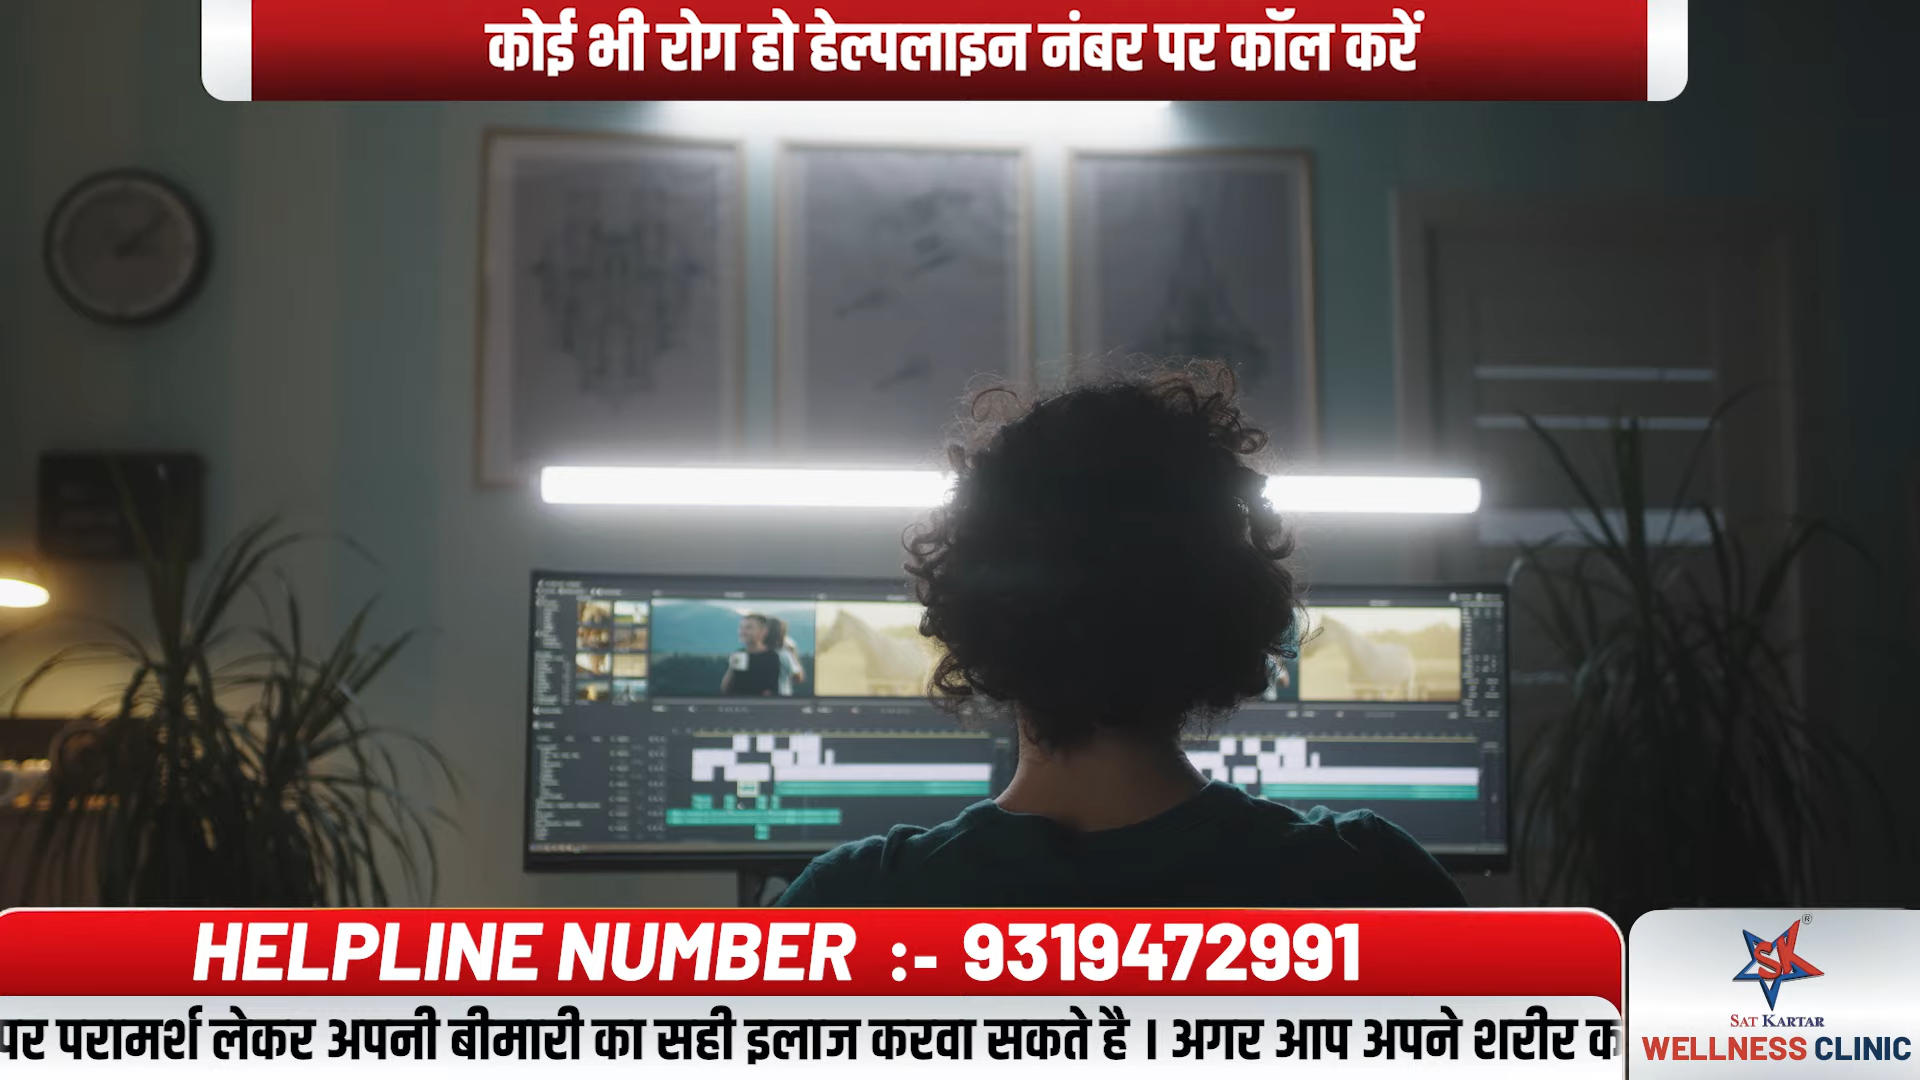 कोई भी रोग हो हेल्पलाइन नंबर पर कॉल करें
HELPLINE NUMBER :- 9319472991
पर परामर्श लेकर अपनी बीमारी का सही इलाज करवा सकते है । अगर आप अपने शरीर
SK
®
SAT KARTAR
WELLNESS CLINIC